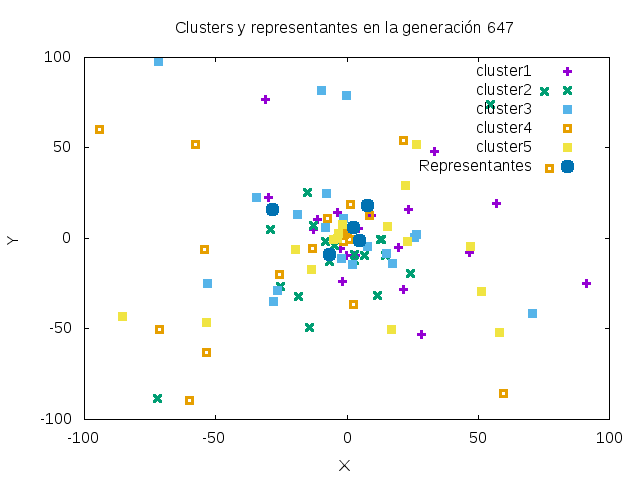 Clusters y representantes en la generación 647
100
50
0
-50
-100
-100 -50 0 50 100
Y
X
cluster1
cluster2
cluster3
cluster4
cluster5
Representantes